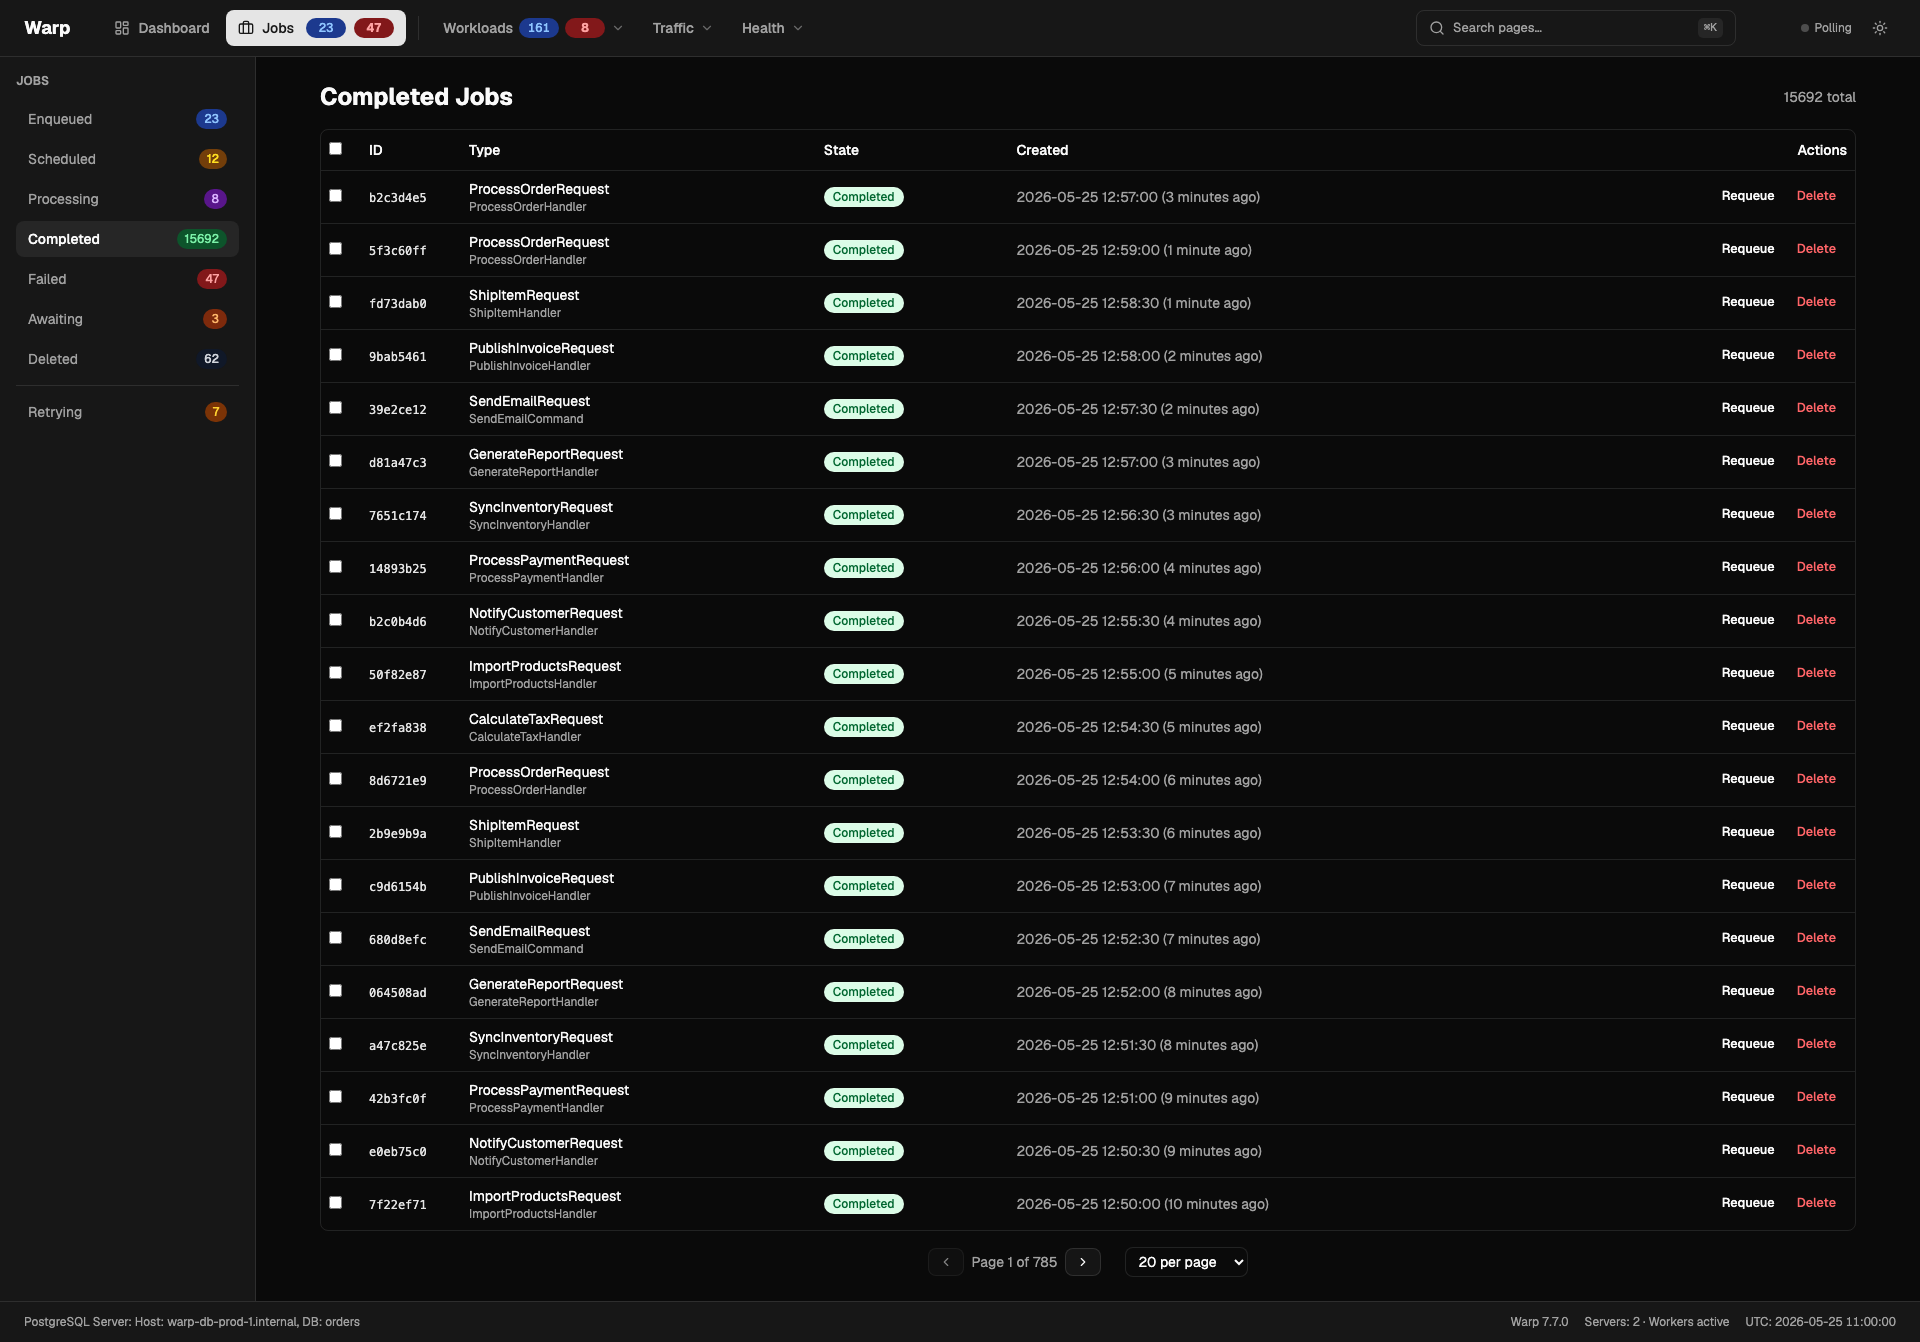 Warp Dashboard Jobs 23 47 Workloads 161 8 Traffic Health Search pages... ⌘K Polling
JOBS
Enqueued 23
Scheduled 12
Processing 8
Completed 15692
Failed 47
Awaiting 3
Deleted 62
Retrying 7
Completed Jobs 15692 total
ID Type State Created Actions
b2c3d4e5 ProcessOrderRequest Completed 2026-05-25 12:57:00 (3 minutes ago) Requeue Delete
ProcessOrderHandler
5f3c60ff ProcessOrderRequest Completed 2026-05-25 12:59:00 (1 minute ago) Requeue Delete
ProcessOrderHandler
fd73dab0 ShipItemRequest Completed 2026-05-25 12:58:30 (1 minute ago) Requeue Delete
ShipItemHandler
9bab5461 PublishInvoiceRequest Completed 2026-05-25 12:58:00 (2 minutes ago) Requeue Delete
PublishInvoiceHandler
39e2ce12 SendEmailRequest Completed 2026-05-25 12:57:30 (2 minutes ago) Requeue Delete
SendEmailCommand
d81a47c3 GenerateReportRequest Completed 2026-05-25 12:57:00 (3 minutes ago) Requeue Delete
GenerateReportHandler
7651c174 SyncInventoryRequest Completed 2026-05-25 12:56:30 (3 minutes ago) Requeue Delete
SyncInventoryHandler
14893b25 ProcessPaymentRequest Completed 2026-05-25 12:56:00 (4 minutes ago) Requeue Delete
ProcessPaymentHandler
b2c0b4d6 NotifyCustomerRequest Completed 2026-05-25 12:55:30 (4 minutes ago) Requeue Delete
NotifyCustomerHandler
50f82e87 ImportProductsRequest Completed 2026-05-25 12:55:00 (5 minutes ago) Requeue Delete
ImportProductsHandler
ef2fa838 CalculateTaxRequest Completed 2026-05-25 12:54:30 (5 minutes ago) Requeue Delete
CalculateTaxHandler
8d6721e9 ProcessOrderRequest Completed 2026-05-25 12:54:00 (6 minutes ago) Requeue Delete
ProcessOrderHandler
2b9e9b9a ShipItemRequest Completed 2026-05-25 12:53:30 (6 minutes ago) Requeue Delete
ShipItemHandler
c9d6154b PublishInvoiceRequest Completed 2026-05-25 12:53:00 (7 minutes ago) Requeue Delete
PublishInvoiceHandler
680d8efc SendEmailRequest Completed 2026-05-25 12:52:30 (7 minutes ago) Requeue Delete
SendEmailCommand
064508ad GenerateReportRequest Completed 2026-05-25 12:52:00 (8 minutes ago) Requeue Delete
GenerateReportHandler
a47c825e SyncInventoryRequest Completed 2026-05-25 12:51:30 (8 minutes ago) Requeue Delete
SyncInventoryHandler
42b3fc0f ProcessPaymentRequest Completed 2026-05-25 12:51:00 (9 minutes ago) Requeue Delete
ProcessPaymentHandler
e0eb75c0 NotifyCustomerRequest Completed 2026-05-25 12:50:30 (9 minutes ago) Requeue Delete
NotifyCustomerHandler
7f22ef71 ImportProductsRequest Completed 2026-05-25 12:50:00 (10 minutes ago) Requeue Delete
ImportProductsHandler
Page 1 of 785 20 per page
PostgreSQL Server: Host: warp-db-prod-1.internal, DB: orders Warp 7.7.0 Servers: 2 · Workers active UTC: 2026-05-25 11:00:00